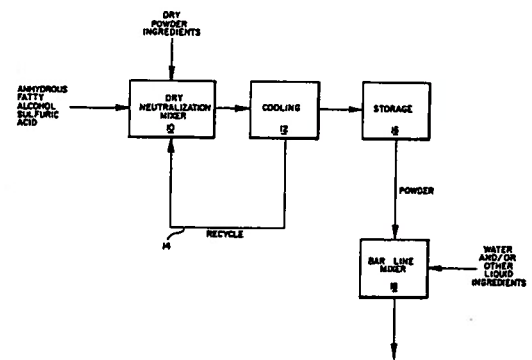 DRY
POWDER
INGREDIENTS
ANHYDROUS
FATTY
ALCOHOL
SULFURIC
ACID
DRY
NEUTRALIZATION
MIXER
10
COOLING
12
STORAGE
16
14
RECYCLE
POWDER
BAR LINE
MIXER
18
WATER
AND/OR
OTHER
LIQUID
INGREDIENTS